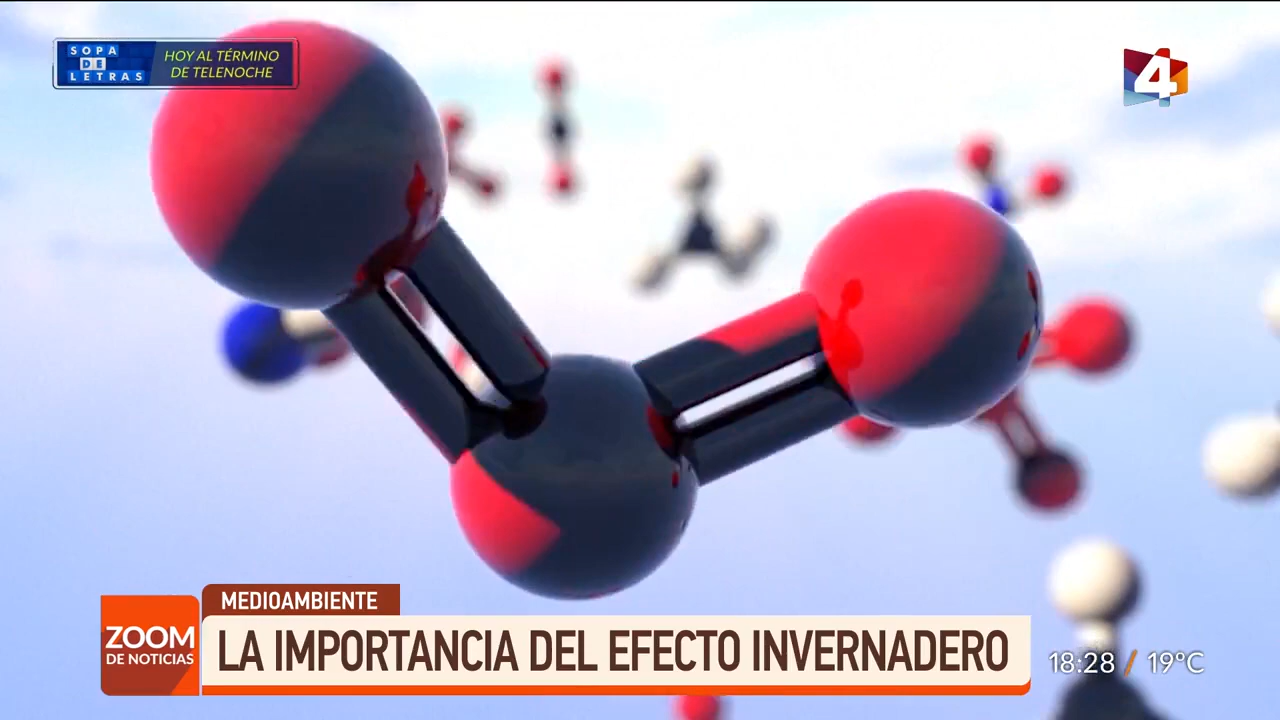 SOPA
DE
LETRAS
HOY AL TÉRMINO
DE TELENOCHE
4
MEDIOAMBIENTE
ZOOM
DE NOTICIAS
LA IMPORTANCIA DEL EFECTO INVERNADERO
18:28 / 19°C